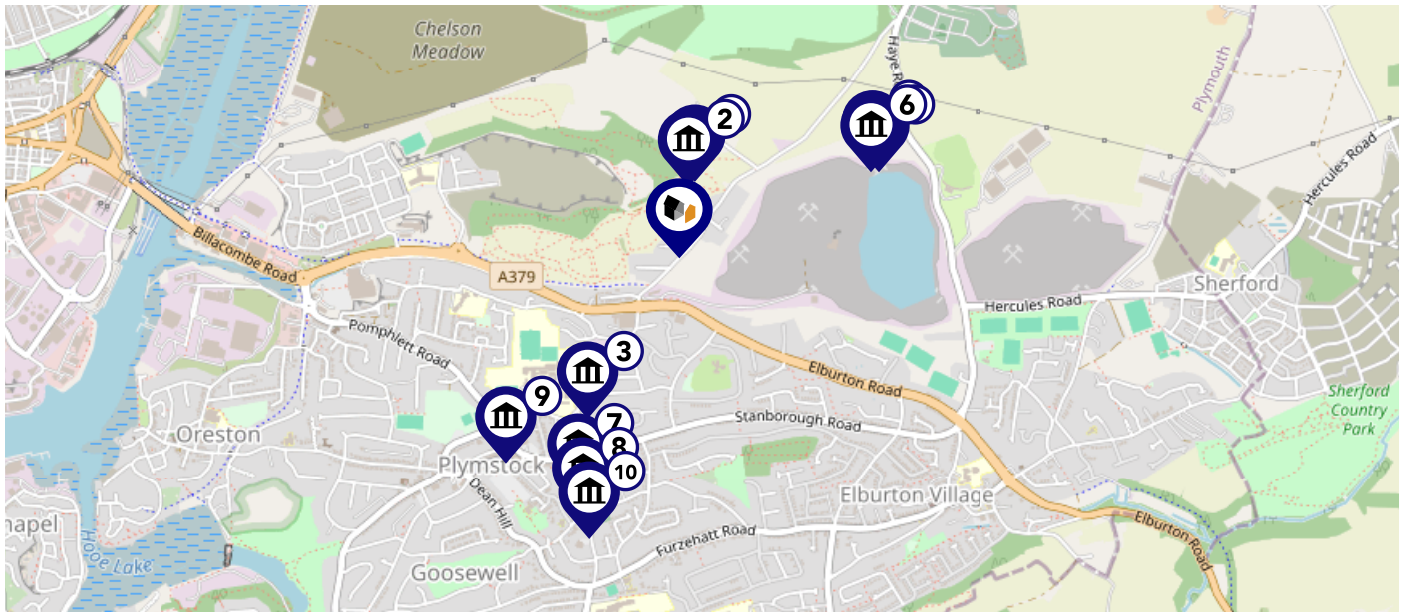 Chelson
Meadow
Haye R
Plymouth
2
6
Hercules Road
Billacombe Road
A379
Sherford
Hercules Road
Pomphlett Road
3
Elburton Road
9
Sherford
Country
Park
7
Stanborough Road
Oreston
8
Plymstock
10
Dean Hill
Elburton Village
hapel
Elburton Road
Hooe Lake
Furzehatt Road
Goosewell